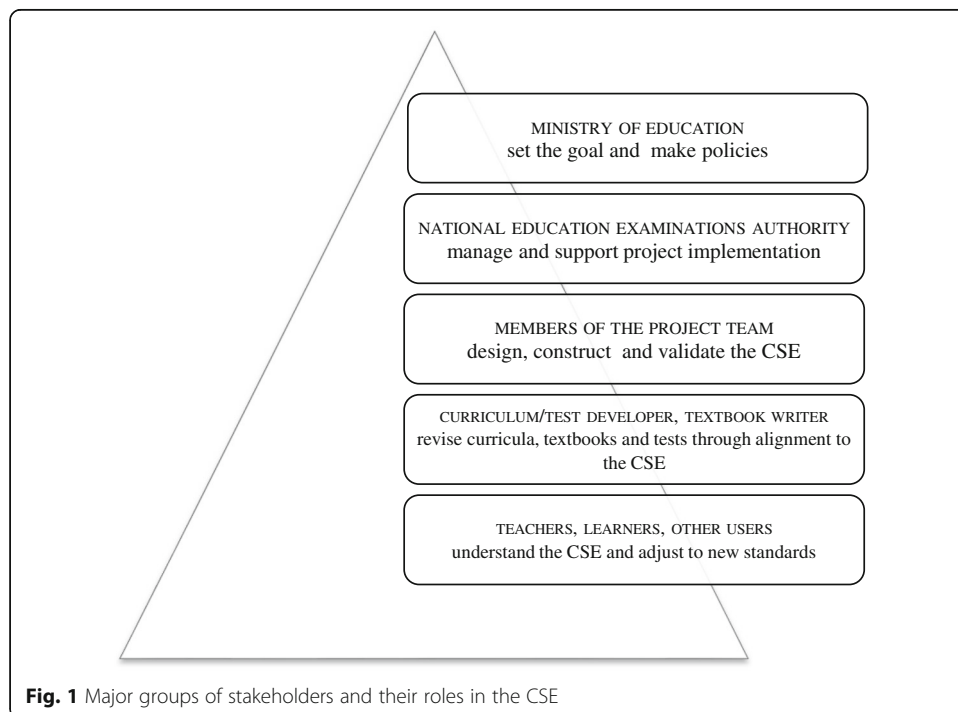 MINISTRY OF EDUCATION
set the goal and make policies
NATIONAL EDUCATION EXAMINATIONS AUTHORITY
manage and support project implementation
MEMBERS OF THE PROJECT TEAM
design, construct and validate the CSE
CURRICULUM/TEST DEVELOPER, TEXTBOOK WRITER
revise curricula, textbooks and tests through alignment to
the CSE
TEACHERS, LEARNERS, OTHER USERS
understand the CSE and adjust to new standards
Fig. 1 Major groups of stakeholders and their roles in the CSE